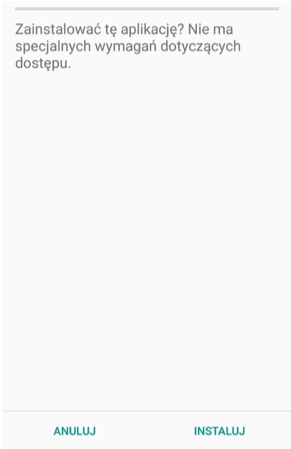 Zainstalować tę aplikację? Nie ma
specjalnych wymagań dotyczących
dostępu.
ANULUJ
INSTALUJ